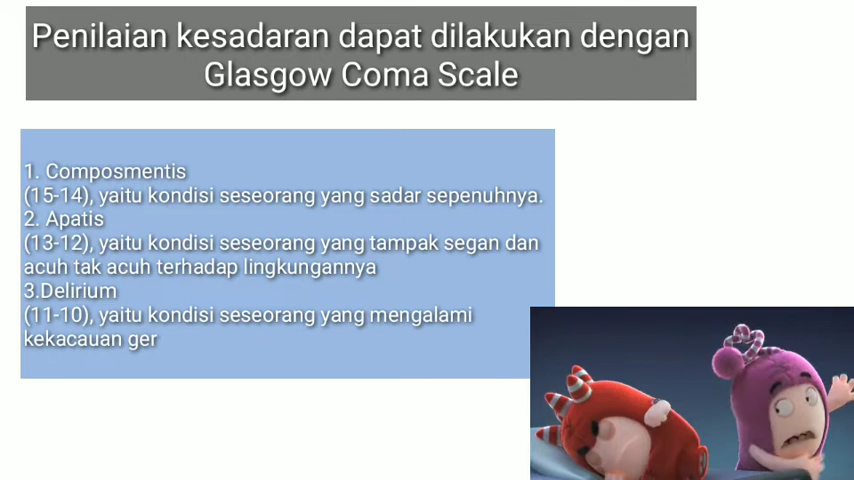 Penilaian kesadaran dapat dilakukan dengan
Glasgow Coma Scale
1. Composmentis
(15-14), yaitu kondisi seseorang yang sadar sepenuhnya.
2. Apatis
(13-12), yaitu kondisi seseorang yang tampak segan dan
acuh tak acuh terhadap lingkungannya
3.Delirium
(11-10), yaitu kondisi seseorang yang mengalami
kekacauan ger